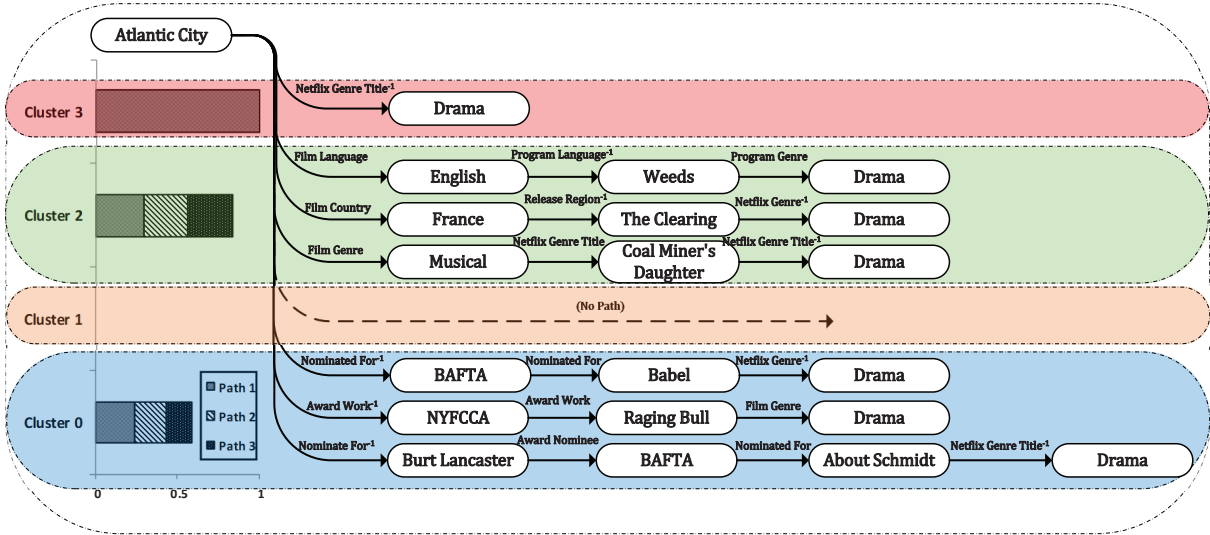 Atlantic City
Cluster 3
Netflix Genre Title-1
Drama
Cluster 2
Film Language
English
Program Language-1
Weeds
Program Genre
Drama
Film Country
France
Release Region-1
The Clearing
Netflix Genre-1
Drama
Film Genre
Musical
Netflix Genre Title
Coal Miner's
Daughter
Netflix Genre Title-1
Drama
Cluster 1
(No Path)
Cluster 0
Path 1
Path 2
Path 3
Nominated For-1
BAFTA
Nominated For
Babel
Netflix Genre-1
Drama
Award Work-1
NYFCCA
Award Work
Raging Bull
Film Genre
Drama
Nominate For-1
Burt Lancaster
Award Nominee
BAFTA
Nominated For
About Schmidt
Netflix Genre Title-1
Drama
0
0.5
1